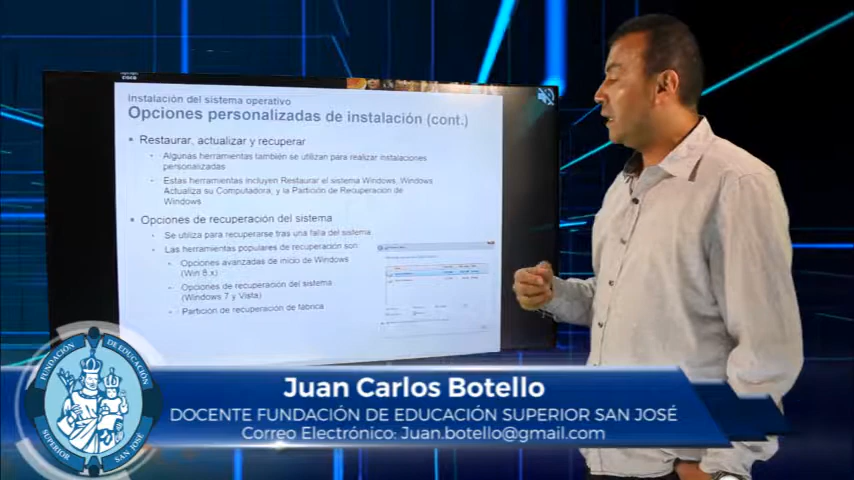 Instalación del sistema operativo
Opciones personalizadas de instalación (cont.)
▪ Restaurar, actualizar y recuperar
• Algunas herramientas también se utilizan para realizar instalaciones
personalizadas
• Estas herramientas incluyen Restaurar el sistema Windows, Windows
Actualiza su Computadora, y la Partición de Recuperación de
Windows
▪ Opciones de recuperación del sistema
• Se utiliza para recuperarse tras una falla del sistema
• Las herramientas populares de recuperación son:
• Opciones avanzadas de inicio de Windows
(Win 8.x)
• Opciones de recuperación del sistema
(Windows 7 y Vista)
• Partición de recuperación de fábrica
Juan Carlos Botello
DOCENTE FUNDACIÓN DE EDUCACIÓN SUPERIOR SAN JOSÉ
Correo Electrónico: Juan.botello@gmail.com
FUNDACIÓN DE EDUCACIÓN
SUPERIOR SAN JOSÉ